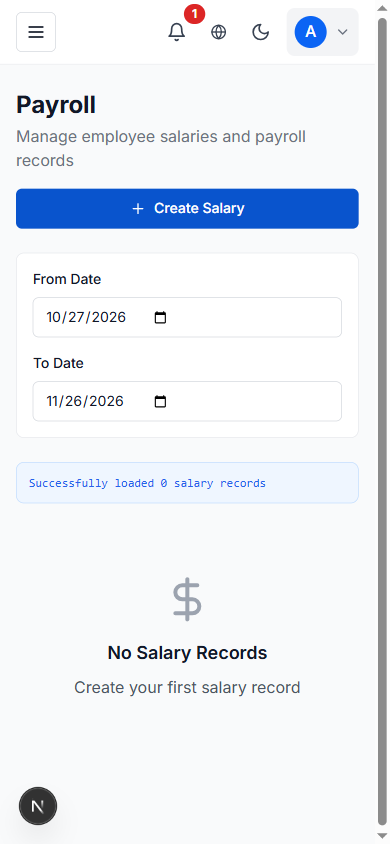 1
A
Payroll
Manage employee salaries and payroll
records
+ Create Salary
From Date
10/27/2026
To Date
11/26/2026
Successfully loaded 0 salary records
No Salary Records
Create your first salary record
N